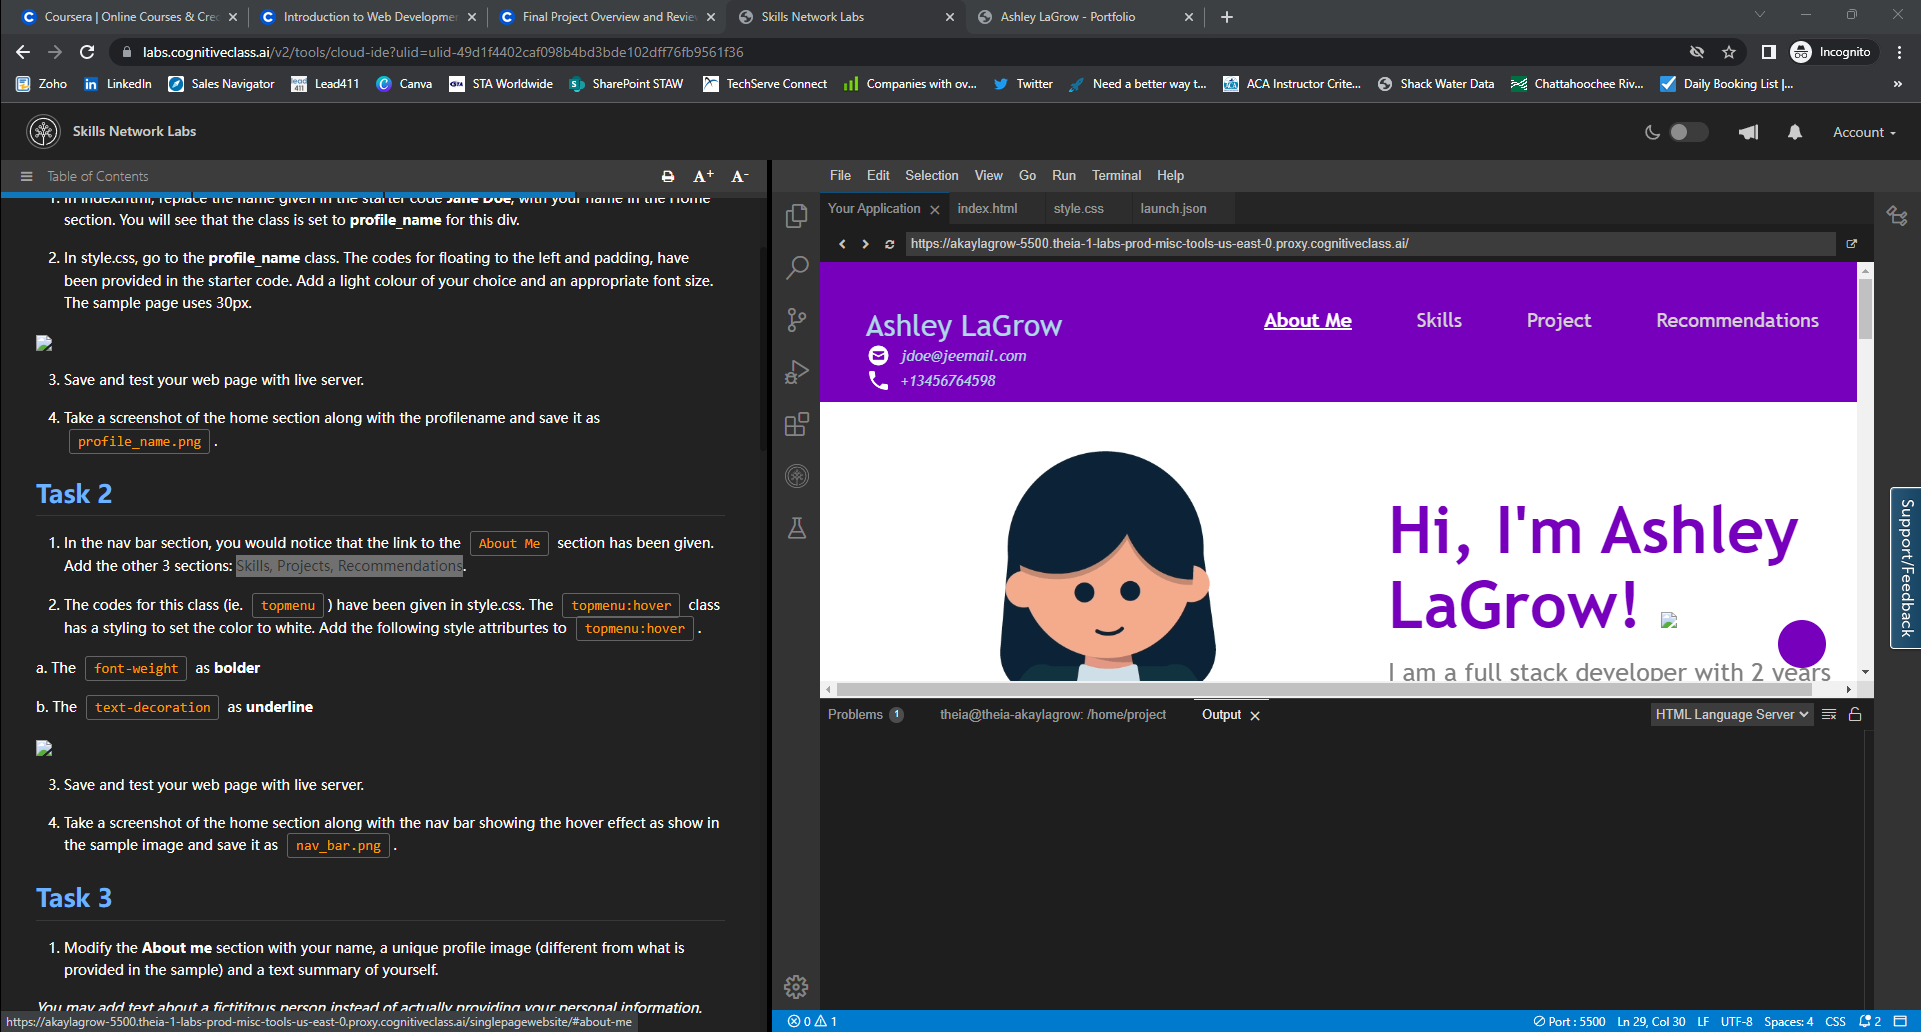 Coursera | Online Courses & Cred
Introduction to Web Developmen
Final Project Overview and Review
Skills Network Labs
Ashley LaGrow - Portfolio
labs.cognitiveclass.ai/v2/tools/cloud-ide?ulid=ulid-49d1f4402caf098b4bd3bde102dff76fb9561f36
Incognito
Zoho
LinkedIn
Sales Navigator
Lead411
Canva
STA Worldwide
SharePoint STAW
TechServe Connect
Companies with ov...
Twitter
Need a better way t...
ACA Instructor Crite...
Shack Water Data
Chattahoochee Riv...
Daily Booking List |...
»
Skills Network Labs
Account
Table of Contents
A+
A-
1. In index.html, replace the name given in the starter code Jane Doe, with your name in the Home
section. You will see that the class is set to profile_name for this div.
2. In style.css, go to the profile_name class. The codes for floating to the left and padding, have
been provided in the starter code. Add a light colour of your choice and an appropriate font size.
The sample page uses 30px.
3. Save and test your web page with live server.
4. Take a screenshot of the home section along with the profilename and save it as
profile_name.png .
Task 2
1. In the nav bar section, you would notice that the link to the About Me section has been given.
Add the other 3 sections: Skills, Projects, Recommendations.
2. The codes for this class (ie. topmenu ) have been given in style.css. The topmenu:hover class
has a styling to set the color to white. Add the following style attriburtes to topmenu:hover .
a. The font-weight as bolder
b. The text-decoration as underline
3. Save and test your web page with live server.
4. Take a screenshot of the home section along with the nav bar showing the hover effect as show in
the sample image and save it as nav_bar.png .
Task 3
1. Modify the About me section with your name, a unique profile image (different from what is
provided in the sample) and a text summary of yourself.
You may add text about a fictititous person instead of actually providing your personal information.
https://akaylagrow-5500.theia-1-labs-prod-misc-tools-us-east-0.proxy.cognitiveclass.ai/singlepagewebsite/#about-me
File Edit Selection View Go Run Terminal Help
Your Application
index.html
style.css
launch.json
https://akaylagrow-5500.theia-1-labs-prod-misc-tools-us-east-0.proxy.cognitiveclass.ai/
Ashley LaGrow
jdoe@jeemail.com
+13456764598
About Me
Skills
Project
Recommendations
Hi, I'm Ashley
LaGrow!
I am a full stack developer with 2 years
Support/Feedback
Problems 1
theia@theia-akaylagrow: /home/project
Output
HTML Language Server
0 1
Port : 5500
Ln 29, Col 30
LF
UTF-8
Spaces: 4
CSS
2